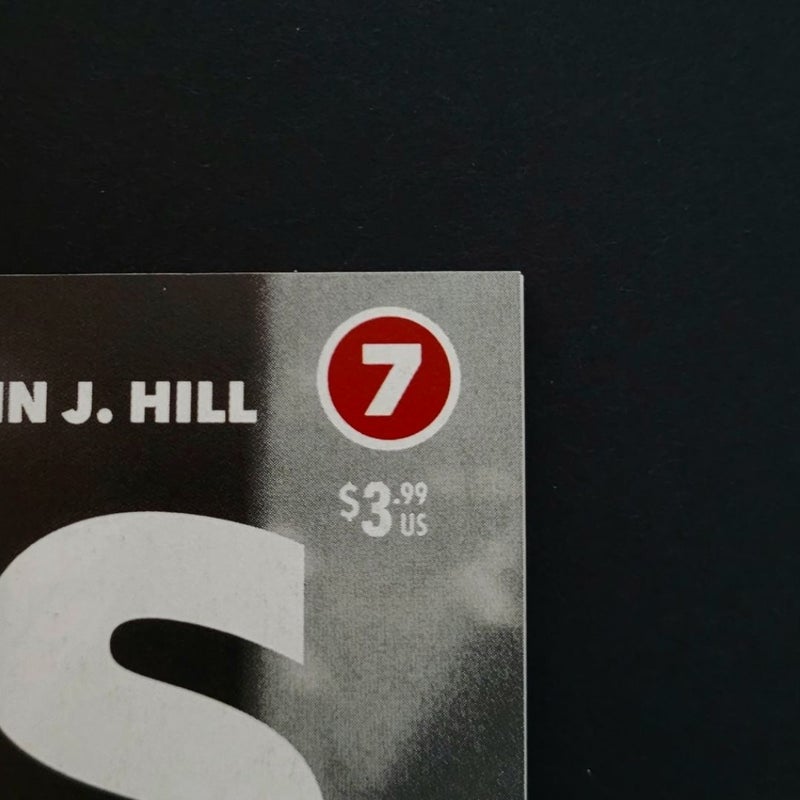 IN J. HILL
7
$3.99 US
S